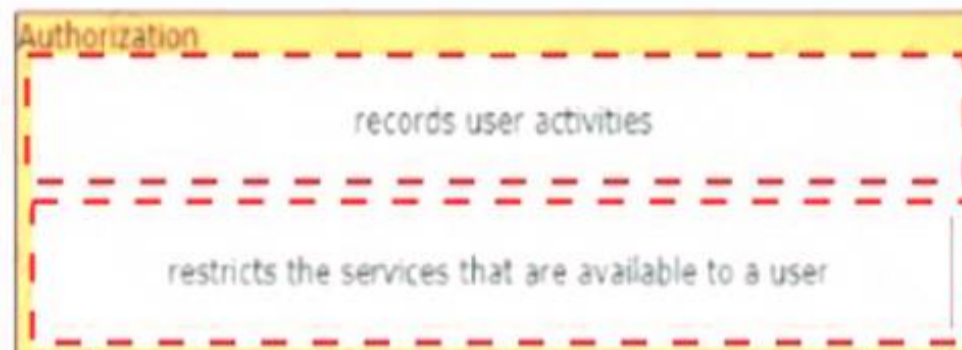 Authorization
records user activities
restricts the services that are available to a user